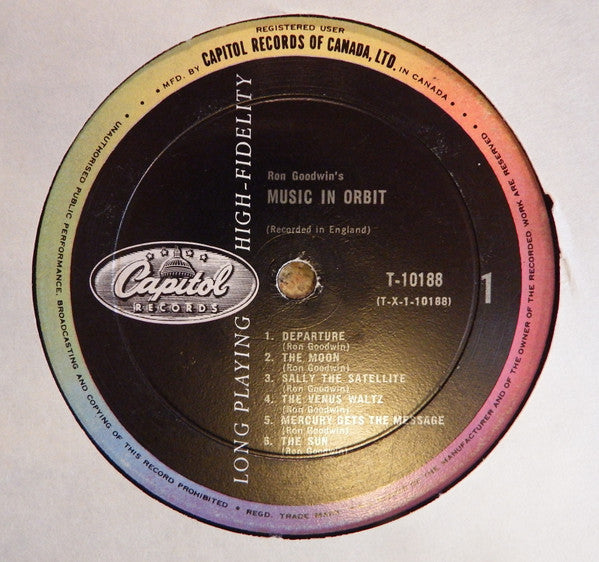 REGISTERED USER
• • • MFD. BY CAPITOL RECORDS OF CANADA, LTD. IN CANADA • • •
UNAUTHORISED PUBLIC PERFORMANCE, BROADCASTING AND COPYING OF THIS RECORD PROHIBITED • REGD. TRADE MARK
OF THE MANUFACTURER AND OF THE OWNER OF THE RECORDED WORK ARE RESERVED
LONG PLAYING HIGH-FIDELITY
Capitol
RECORDS
Ron Goodwin's
MUSIC IN ORBIT
(Recorded in England)
T-10188
(T-X-1-10188)
1
1. DEPARTURE
(Ron Goodwin)
2. THE MOON
(Ron Goodwin)
3. SALLY THE SATELLITE
(Ron Goodwin)
4. THE VENUS WALTZ
(Ron Goodwin)
5. MERCURY GETS THE MESSAGE
(Ron Goodwin)
6. THE SUN
(Ron Goodwin)